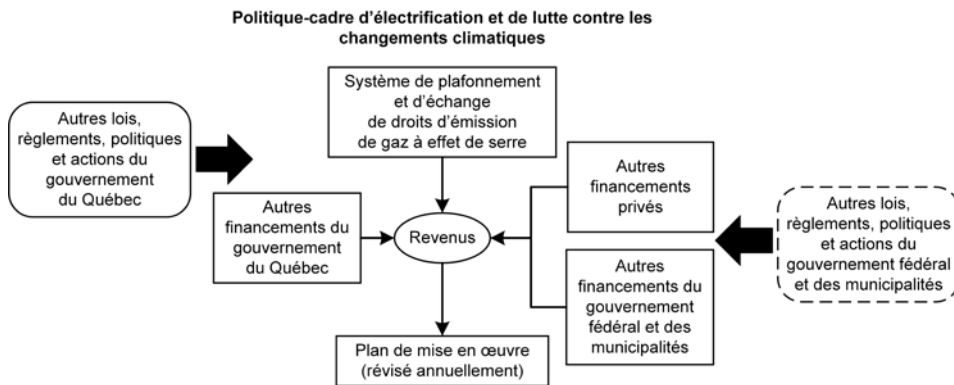 Politique-cadre d'électrification et de lutte contre les
changements climatiques
Système de plafonnement
et d'échange
de droits d'émission
de gaz à effet de serre
Autres lois,
règlements, politiques
et actions du
gouvernement
du Québec
Autres
financements du
gouvernement
du Québec
Revenus
Autres
financements
privés
Autres
financements du
gouvernement
fédéral et des
municipalités
Autres lois,
règlements, politiques
et actions du
gouvernement fédéral
et des municipalités
Plan de mise en œuvre
(révisé annuellement)